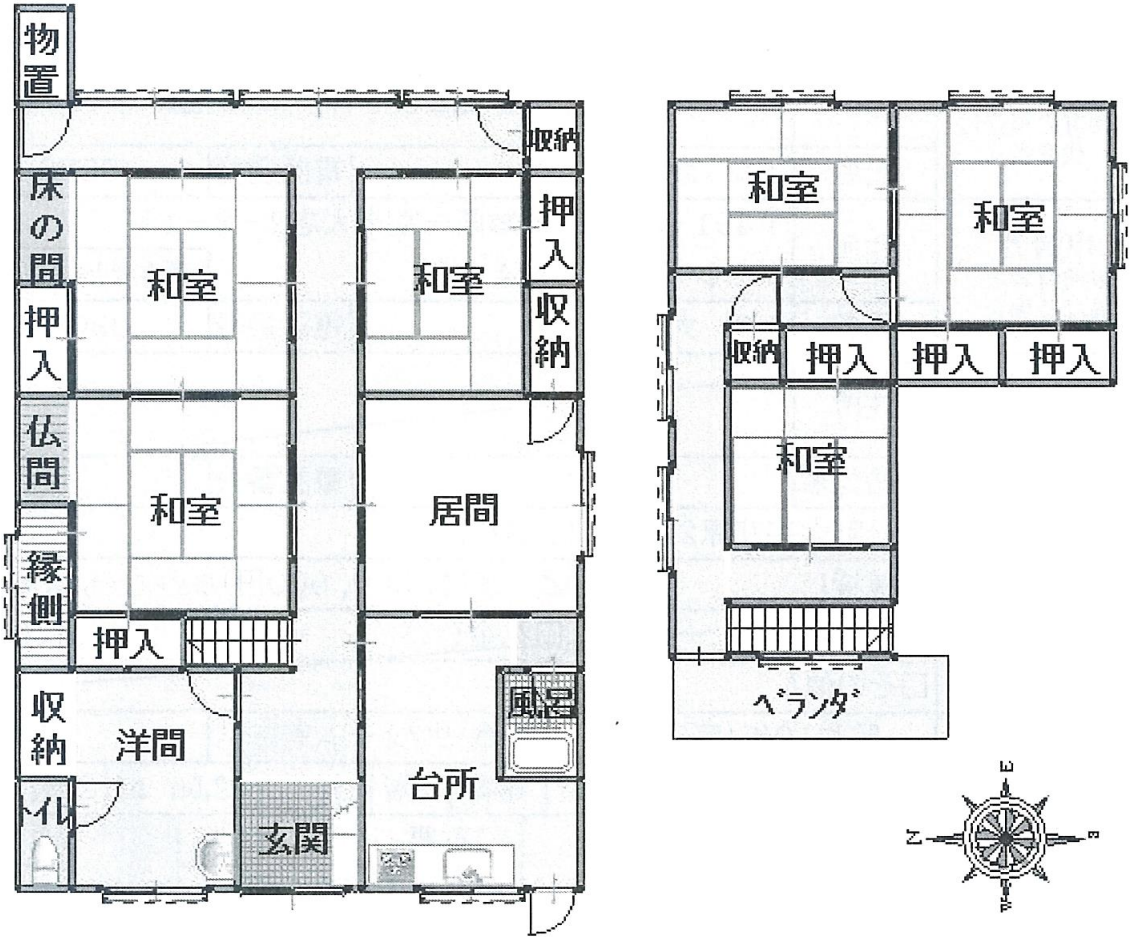 物置
収納
床の間
和室
和室
押入
押入
収納
仏間
和室
居間
縁側
押入
収納
洋間
風呂
台所
トイレ
玄関
和室
和室
収納
押入
押入
押入
和室
ベランダ
E
N
S
W